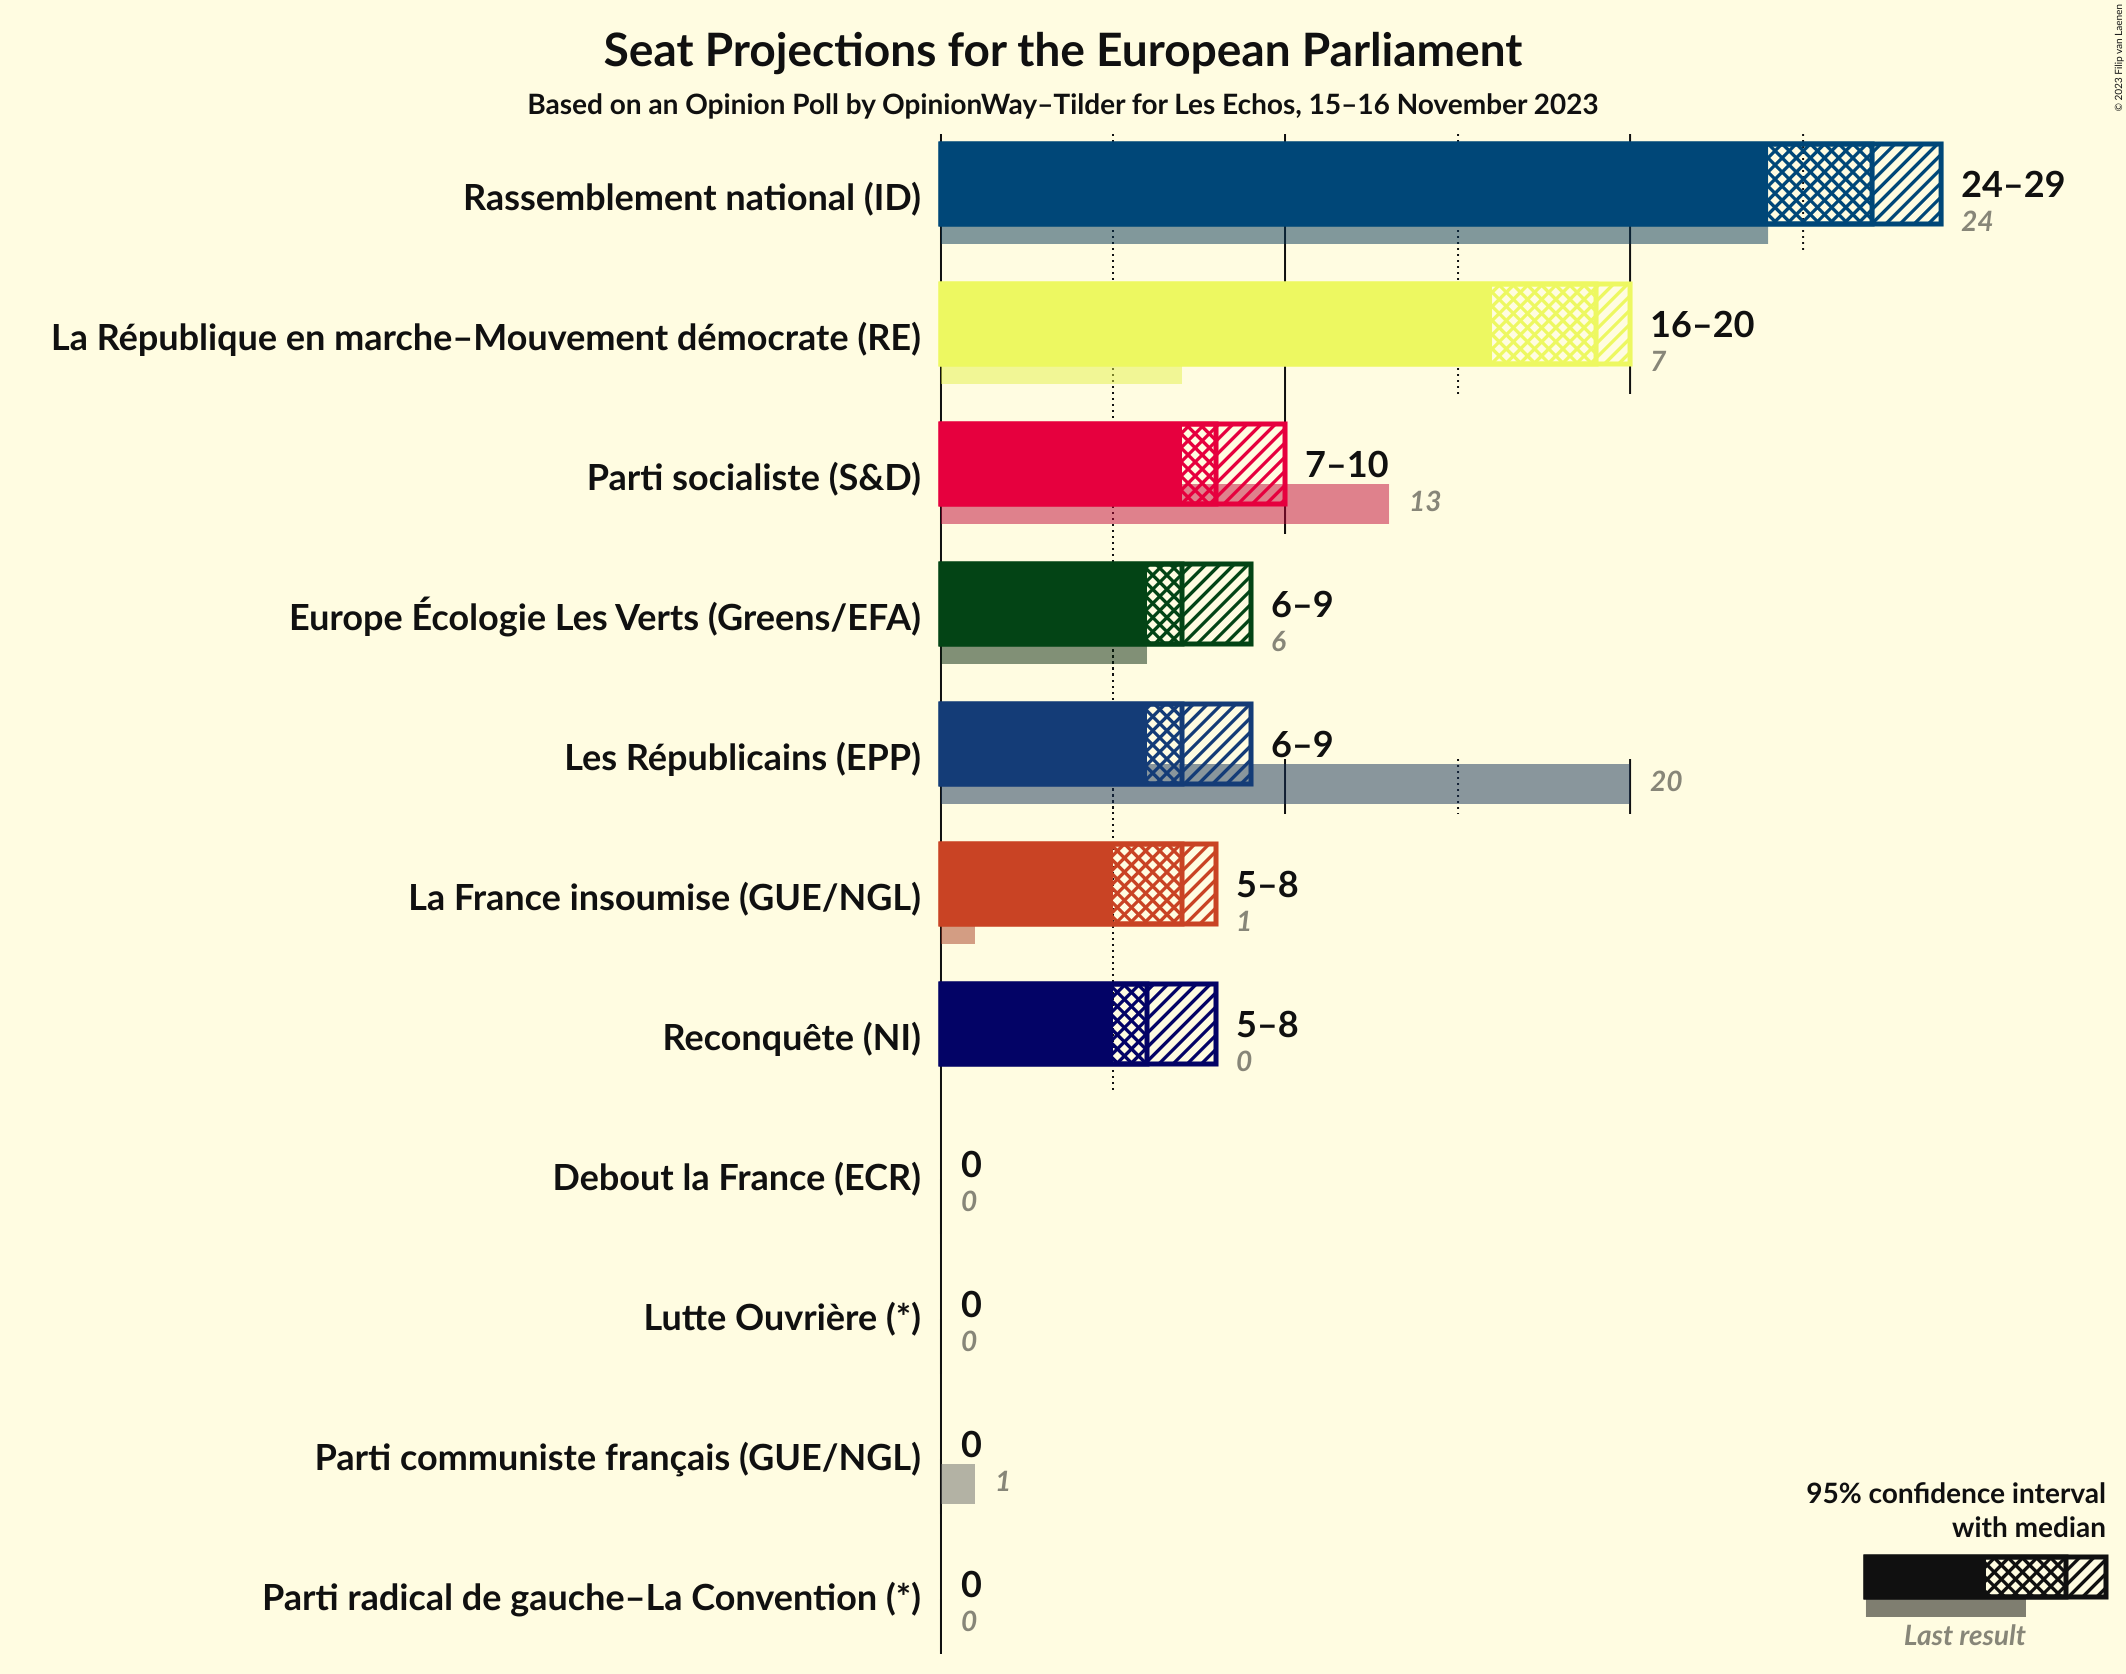 Seat Projections for the European Parliament
Based on an Opinion Poll by OpinionWay–Tilder for Les Echos, 15–16 November 2023
© 2023 Filip van Laenen
Rassemblement national (ID)
24–29
24
La République en marche–Mouvement démocrate (RE)
16–20
7
Parti socialiste (S&D)
7–10
13
Europe Écologie Les Verts (Greens/EFA)
6–9
6
Les Républicains (EPP)
6–9
20
La France insoumise (GUE/NGL)
5–8
1
Reconquête (NI)
5–8
0
Debout la France (ECR)
0
0
Lutte Ouvrière (*)
0
0
Parti communiste français (GUE/NGL)
0
1
Parti radical de gauche–La Convention (*)
0
0
95% confidence interval
with median
Last result